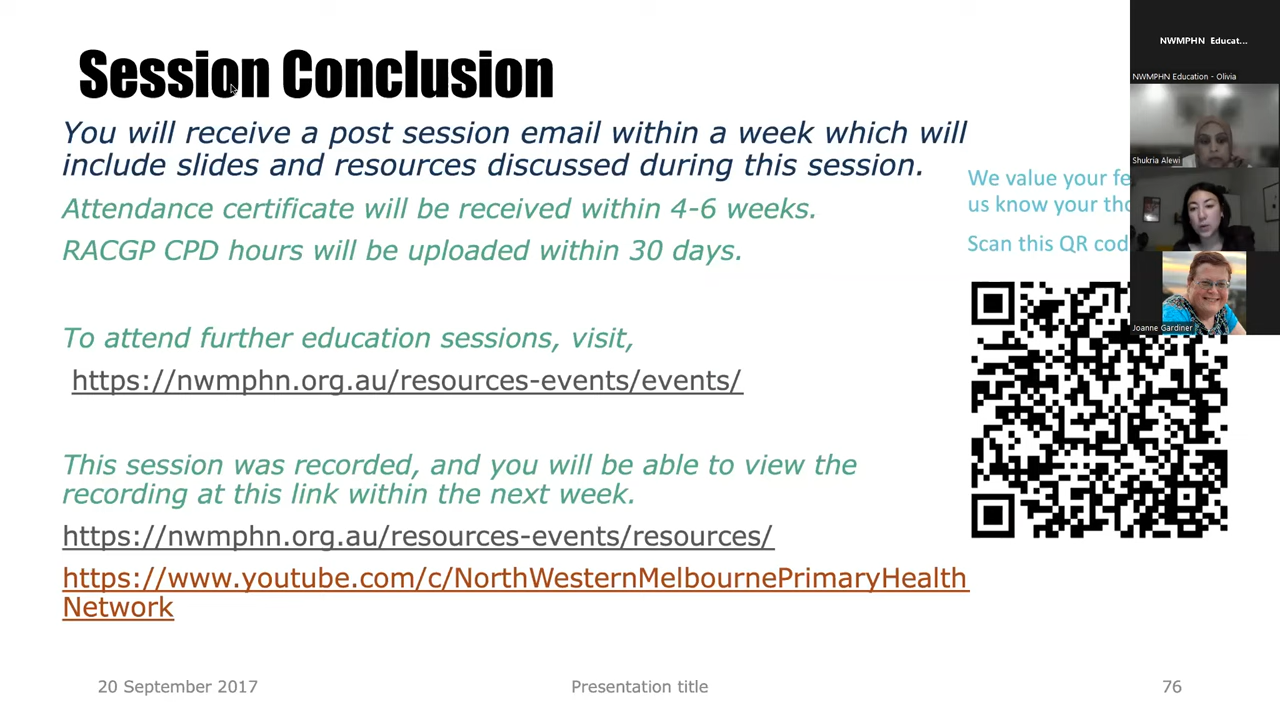 Session Conclusion
You will receive a post session email within a week which will
include slides and resources discussed during this session.
Attendance certificate will be received within 4-6 weeks.
RACGP CPD hours will be uploaded within 30 days.
To attend further education sessions, visit,
https://nwmphn.org.au/resources-events/events/
This session was recorded, and you will be able to view the
recording at this link within the next week.
https://nwmphn.org.au/resources-events/resources/
https://www.youtube.com/c/NorthWesternMelbournePrimaryHealth
Network
We value your fe
us know your tho
Scan this QR cod
NWMPHN Educat...
NWMPHN Education - Olivia
Shukria Alewi
Joanne Gardiner
20 September 2017
Presentation title
76